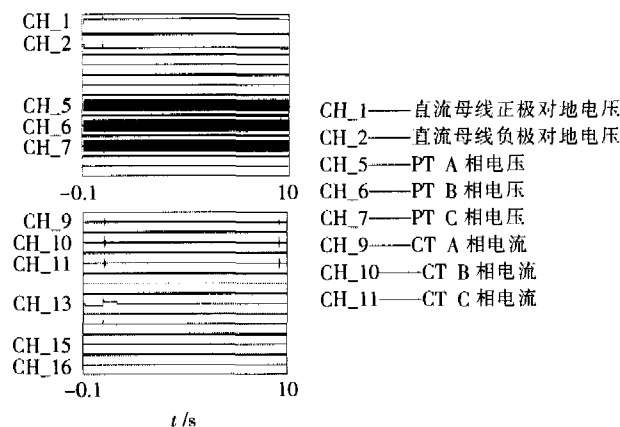 CH_1
CH_2
CH_5
CH_6
CH_7
-0.1 10
CH_9
CH_10
CH_11
CH_13
CH_15
CH_16
-0.1 10
t/s
CH_1——直流母线正极对地电压
CH_2——直流母线负极对地电压
CH_5——PT A 相电压
CH_6——PT B 相电压
CH_7——PT C 相电压
CH_9——CT A 相电流
CH_10——CT B 相电流
CH_11——CT C 相电流